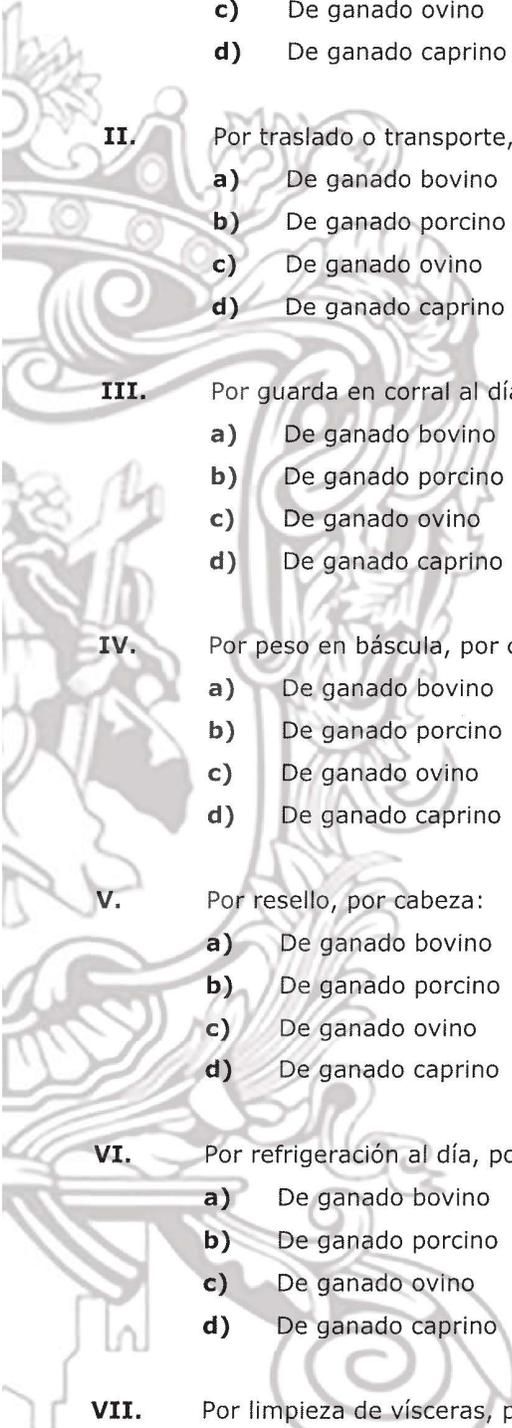 c) De ganado ovino
d) De ganado caprino
II. Por traslado o transporte,
a) De ganado bovino
b) De ganado porcino
c) De ganado ovino
d) De ganado caprino
III. Por guarda en corral al día
a) De ganado bovino
b) De ganado porcino
c) De ganado ovino
d) De ganado caprino
IV. Por peso en báscula, por
a) De ganado bovino
b) De ganado porcino
c) De ganado ovino
d) De ganado caprino
V. Por resello, por cabeza:
a) De ganado bovino
b) De ganado porcino
c) De ganado ovino
d) De ganado caprino
VI. Por refrigeración al día,
a) De ganado bovino
b) De ganado porcino
c) De ganado ovino
d) De ganado caprino
VII. Por limpieza de vísceras,